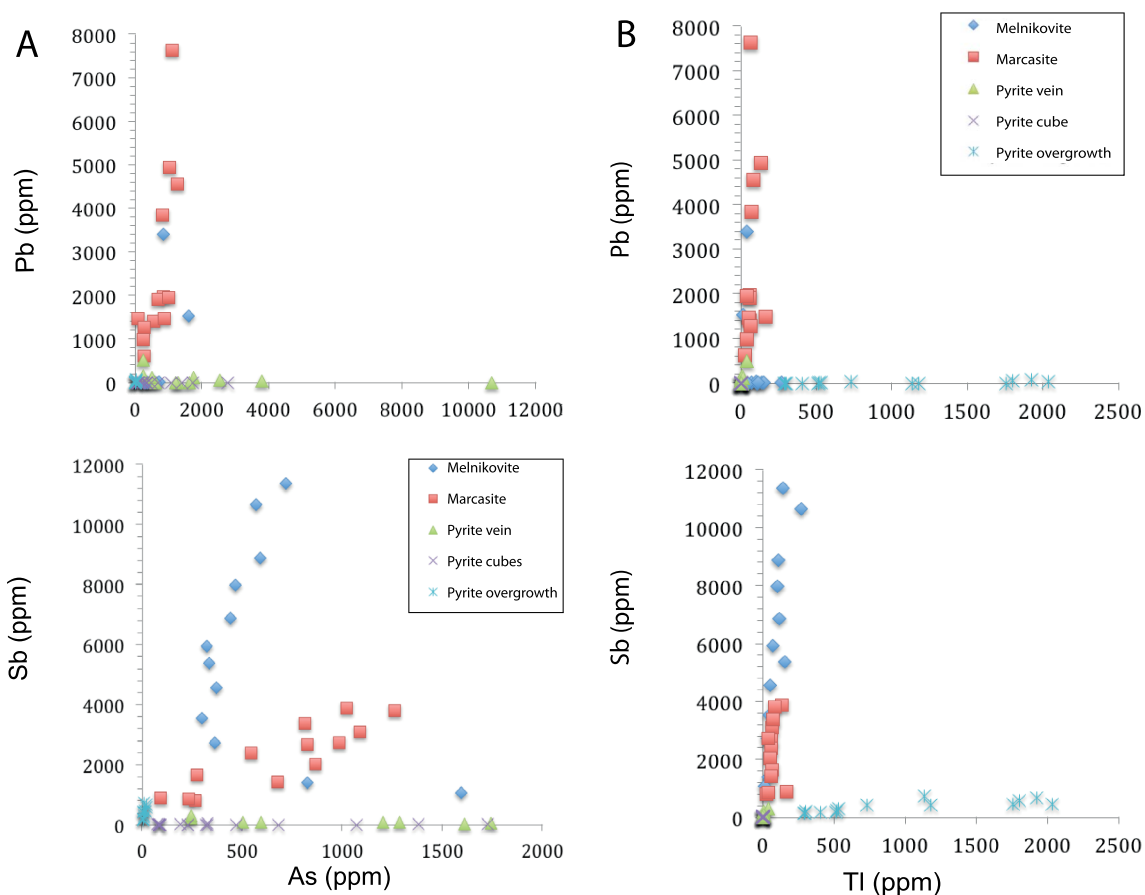 A
8000
7000
6000
5000
4000
3000
2000
1000
0
Pb (ppm)
0 2000 4000 6000 8000 10000 12000
B
8000
7000
6000
5000
4000
3000
2000
1000
0
Pb (ppm)
0 500 1000 1500 2000 2500
Melnikovite
Marcasite
Pyrite vein
Pyrite cube
Pyrite overgrowth
12000
10000
8000
6000
4000
2000
0
Sb (ppm)
0 500 1000 1500 2000
As (ppm)
Melnikovite
Marcasite
Pyrite vein
Pyrite cubes
Pyrite overgrowth
12000
10000
8000
6000
4000
2000
0
Sb (ppm)
0 500 1000 1500 2000 2500
Tl (ppm)